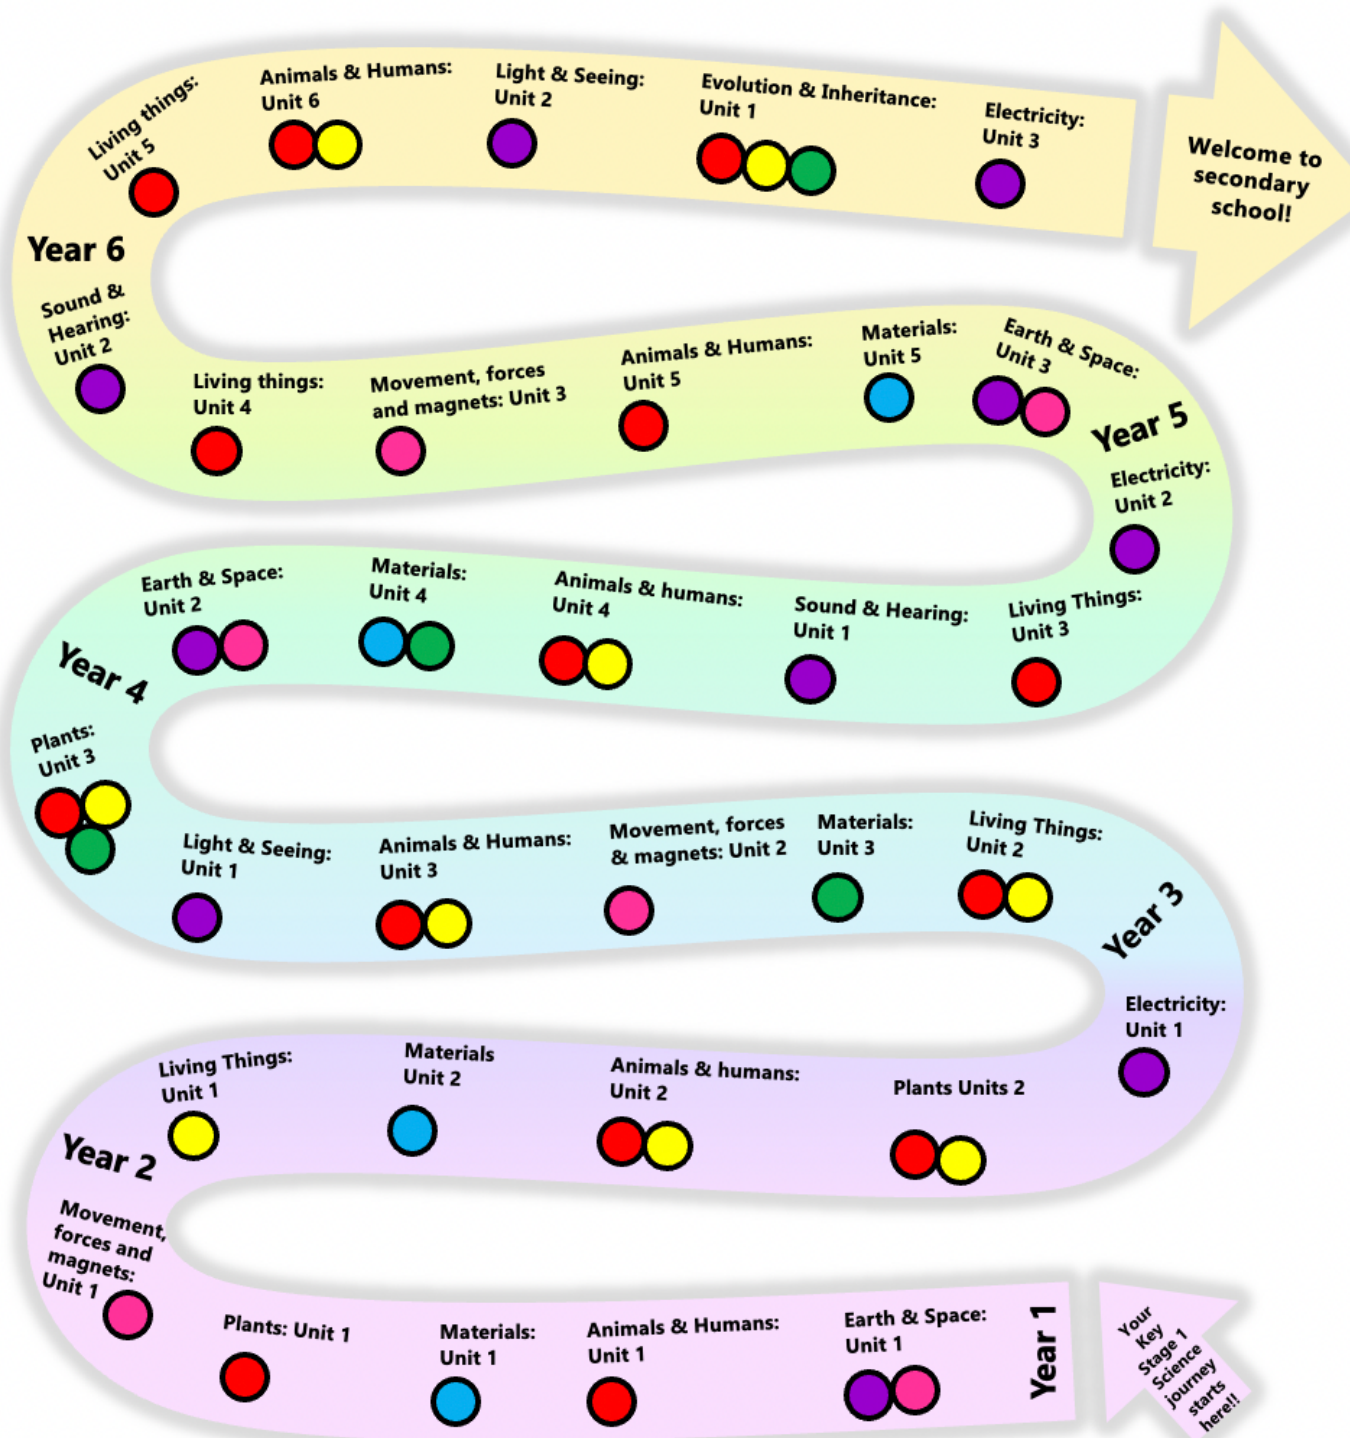 Living things:
Unit 5
Animals & Humans:
Unit 6
Light & Seeing:
Unit 2
Evolution & Inheritance:
Unit 1
Electricity:
Unit 3
Welcome to
secondary
school!
Year 6
Sound &
Hearing:
Unit 2
Living things:
Unit 4
Movement, forces
and magnets: Unit 3
Animals & Humans:
Unit 5
Materials:
Unit 5
Earth & Space:
Unit 3
Year 5
Electricity:
Unit 2
Earth & Space:
Unit 2
Materials:
Unit 4
Animals & humans:
Unit 4
Sound & Hearing:
Unit 1
Living Things:
Unit 3
Year 4
Plants:
Unit 3
Light & Seeing:
Unit 1
Animals & Humans:
Unit 3
Movement, forces
& magnets: Unit 2
Materials:
Unit 3
Living Things:
Unit 2
Year 3
Electricity:
Unit 1
Living Things:
Unit 1
Materials
Unit 2
Animals & humans:
Unit 2
Plants Units 2
Year 2
Movement,
forces and
magnets:
Unit 1
Plants: Unit 1
Materials:
Unit 1
Animals & Humans:
Unit 1
Earth & Space:
Unit 1
Year 1
Your
Key
Stage 1
Science
journey
starts
here!!